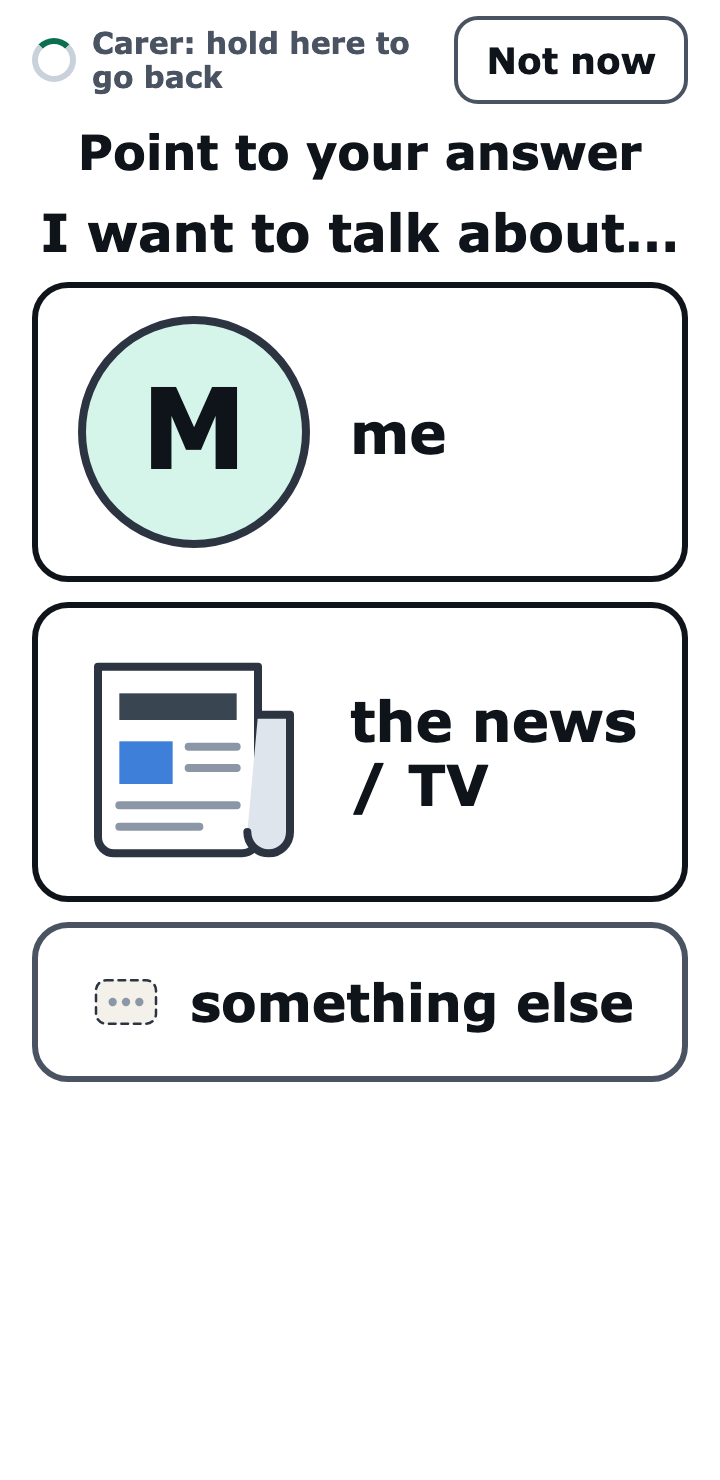 Carer: hold here to
go back
Not now
Point to your answer
I want to talk about...
M
me
the news
/ TV
something else